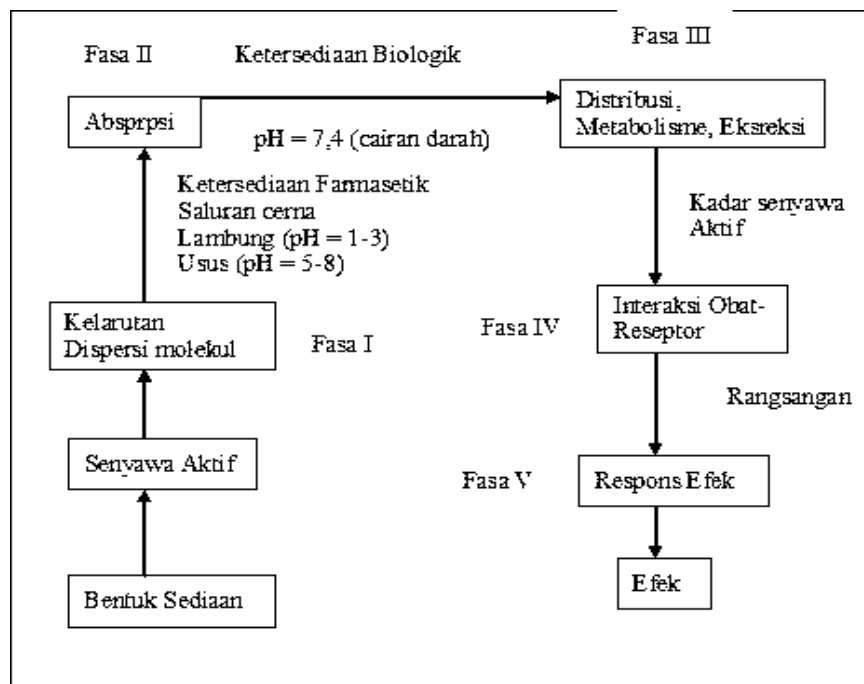 Fasa II
Ketersediaan Biologik
Fasa III
Absprpsi
Distribusi,
Metabolisme, Eksreksi
pH = 7,4 (cairan darah)
Ketersediaan Farmasetik
Saluran cerna
Lambung (pH = 1-3)
Usus (pH = 5-8)
Kadar senyawa
Aktif
Kelarutan
Dispersi molekul
Fasa I
Fasa IV
Interaksi Obat-
Reseptor
Rangsangan
Senyawa Aktif
Fasa V
Respons Efek
Bentuk Sediaan
Efek